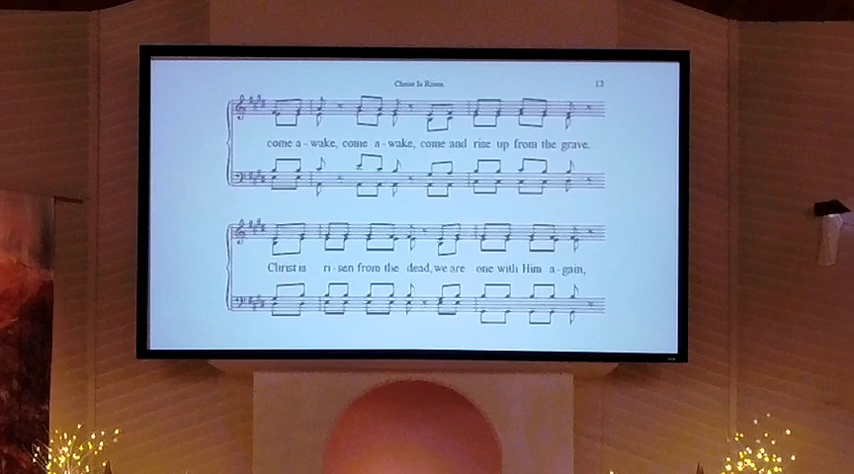 Christ Is Risen
13
come a - wake, come a - wake, come and rise up from the grave.
Christ is ri - sen from the dead, we are one with Him a - gain,